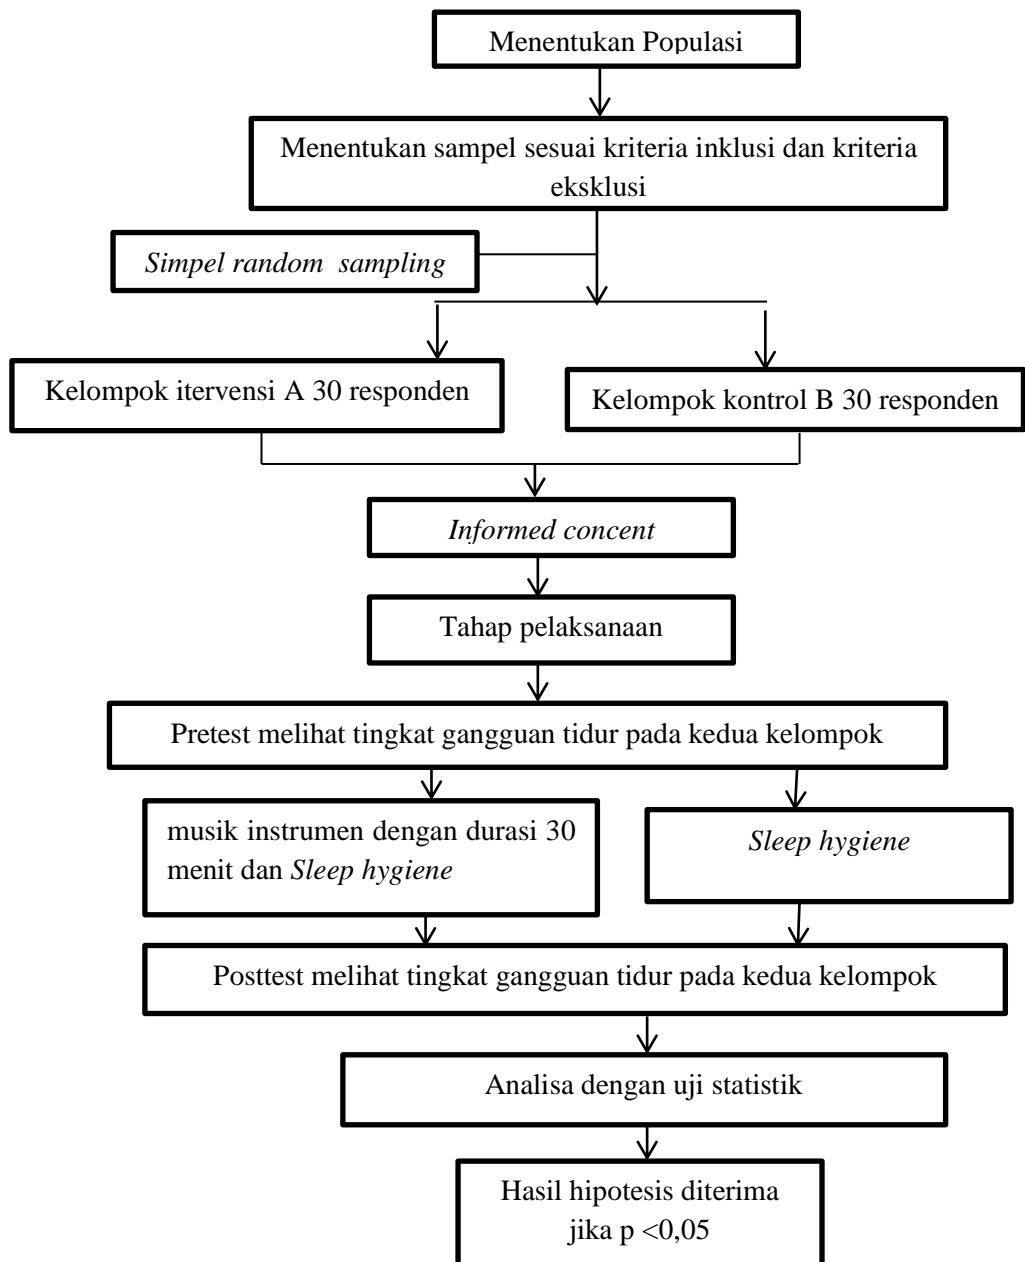 Menentukan Populasi
Menentukan sampel sesuai kriteria inklusi dan kriteria
eksklusi
Simpel random sampling
Kelompok itervensi A 30 responden
Kelompok kontrol B 30 responden
Informed concent
Tahap pelaksanaan
Pretest melihat tingkat gangguan tidur pada kedua kelompok
musik instrumen dengan durasi 30
menit dan Sleep hygiene
Sleep hygiene
Posttest melihat tingkat gangguan tidur pada kedua kelompok
Analisa dengan uji statistik
Hasil hipotesis diterima
jika p <0,05